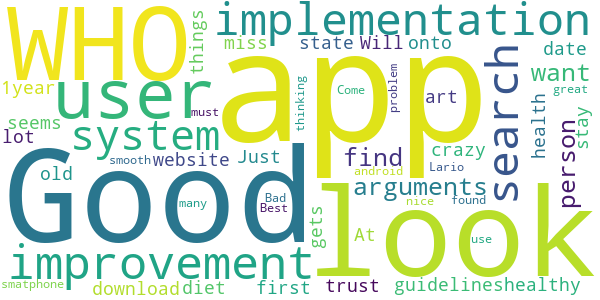 WHO
app
Good
look
user
implementation
improvement
system
search
find
want
person
arguments
things
miss
state
Will
onto
date
1year
art
crazy
stay
health
seems
lot
must
thinking
Come
problem
great
smooth
website
Just
old
many
Bad
Best
android
Lario
nice
found
use
gets
At
smatphone
download
diet
first
trust
guidelines
healthy